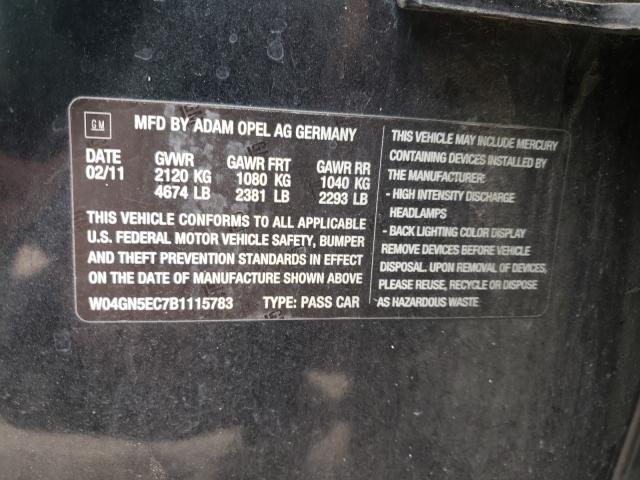 GM
MFD BY ADAM OPEL AG GERMANY
DATE GVWR GAWR FRT GAWR RR
02/11 2120 KG 1080 KG 1040 KG
4674 LB 2381 LB 2293 LB
THIS VEHICLE CONFORMS TO ALL APPLICABLE
U.S. FEDERAL MOTOR VEHICLE SAFETY, BUMPER
AND THEFT PREVENTION STANDARDS IN EFFECT
ON THE DATE OF MANUFACTURE SHOWN ABOVE
W04GN5EC7B1115783 TYPE: PASS CAR
THIS VEHICLE MAY INCLUDE MERCURY
CONTAINING DEVICES INSTALLED BY
THE MANUFACTURER:
- HIGH INTENSITY DISCHARGE
HEADLAMPS
- BACK LIGHTING COLOR DISPLAY
REMOVE DEVICES BEFORE VEHICLE
DISPOSAL. UPON REMOVAL OF DEVICES,
PLEASE REUSE, RECYCLE OR DISPOSE
AS HAZARDOUS WASTE